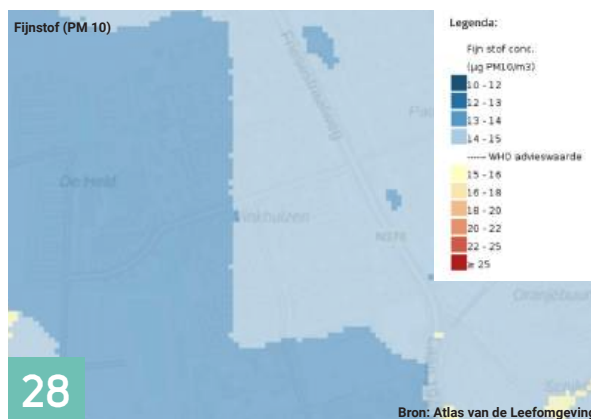 Fijnstof (PM 10)
Legenda:
Fijn stof conc.
(µg PM10/m3)
10 - 12
12 - 13
13 - 14
14 - 15
WHO advieswaarde
15 - 16
16 - 18
18 - 20
20 - 22
22 - 25
≥ 25
Friesestraatweg
De Held
Vinkhuizen
28
Bron: Atlas van de Leefomgeving